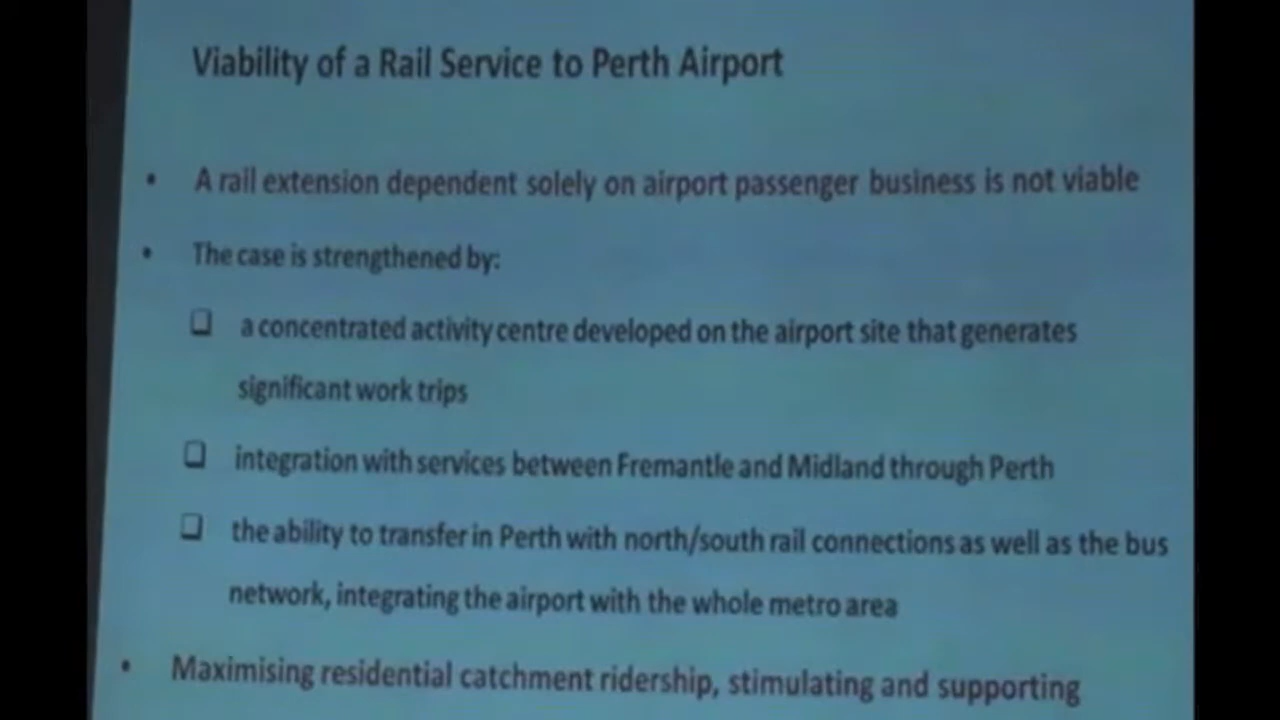 Viability of a Rail Service to Perth Airport
• A rail extension dependent solely on airport passenger business is not viable
• The case is strengthened by:
❑ a concentrated activity centre developed on the airport site that generates
significant work trips
❑ integration with services between Fremantle and Midland through Perth
❑ the ability to transfer in Perth with north/south rail connections as well as the bus
network, integrating the airport with the whole metro area
• Maximising residential catchment ridership, stimulating and supporting